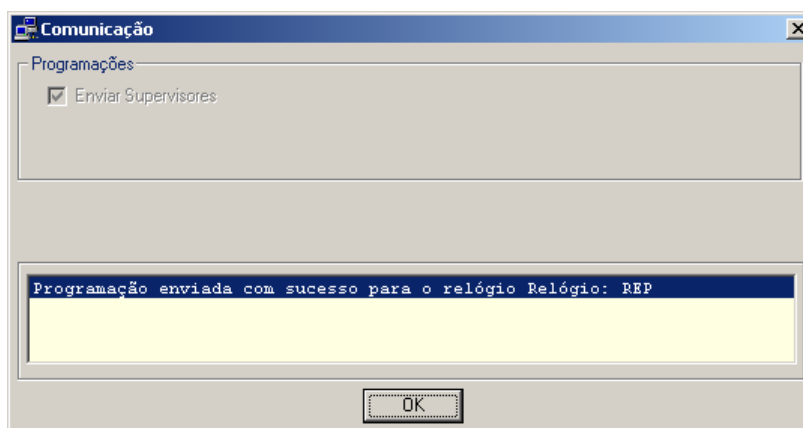 Comunicação
Programações
Enviar Supervisores
Programação enviada com sucesso para o relógio Relógio: REP
OK